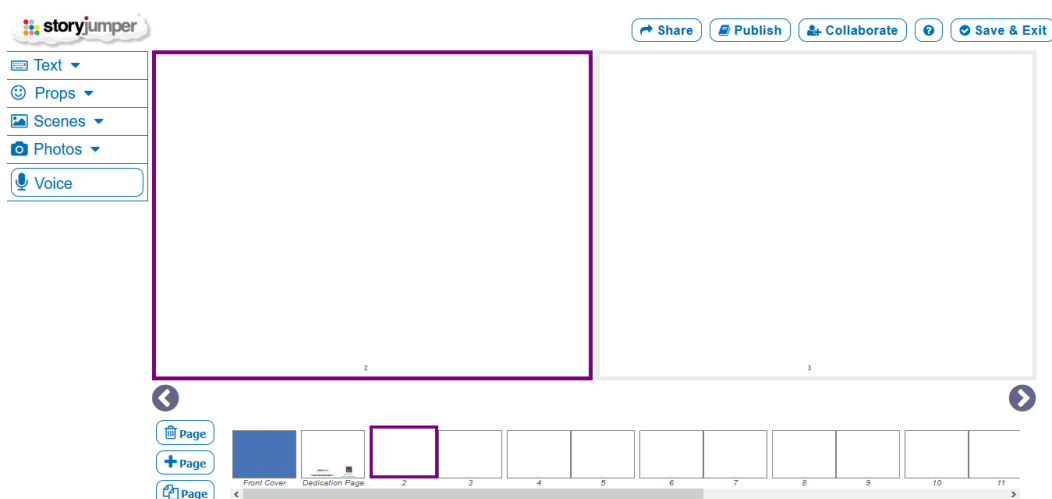 storyjumper
Share
Publish
Collaborate
?
Save & Exit
Text
Props
Scenes
Photos
Voice
2
3
Page
Page
Page
Front Cover
Dedication Page
2
3
4
5
6
7
8
9
10
11